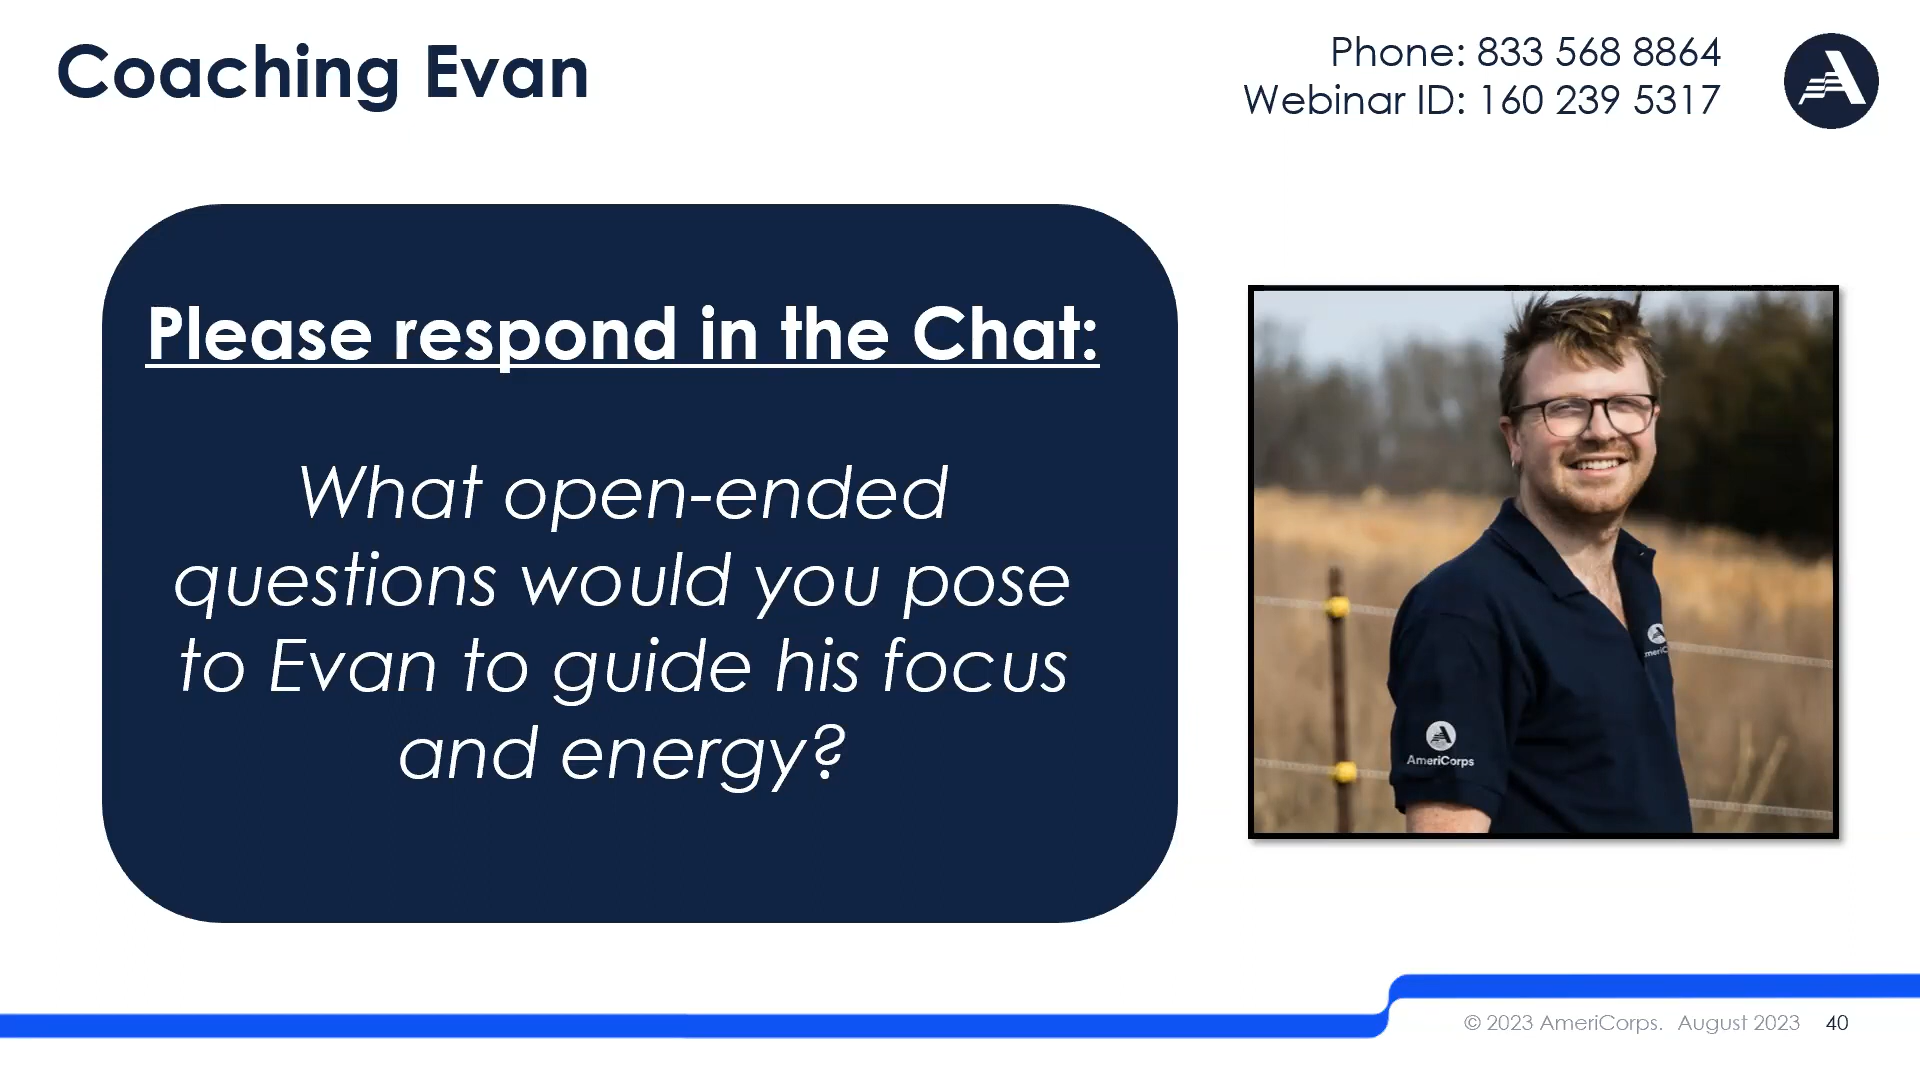 Coaching Evan
Phone: 833 568 8864
Webinar ID: 160 239 5317
Please respond in the Chat:
What open-ended
questions would you pose
to Evan to guide his focus
and energy?
AmeriCorps
© 2023 AmeriCorps. August 2023 40